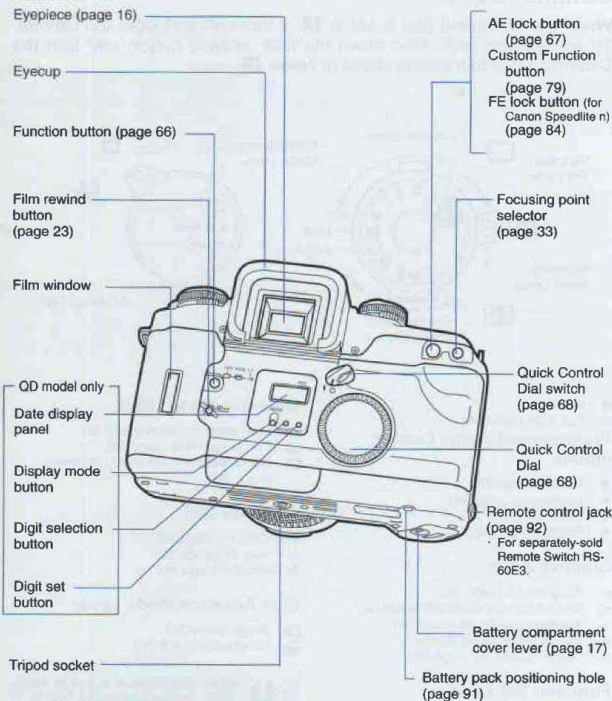 Eyepiece (page 16)
Eyecup
Function button (page 66)
Film rewind
button
(page 23)
Film window
QD model only
Date display
panel
Display mode
button
Digit selection
button
Digit set
button
Tripod socket
AE lock button
(page 67)
Custom Function
button
(page 79)
FE lock button (for
Canon Speedlite n)
(page 84)
Focusing point
selector
(page 33)
Quick Control
Dial switch
(page 68)
Quick Control
Dial
(page 68)
Remote control jack
(page 92)
· For separately-sold
Remote Switch RS-
60E3.
Battery compartment
cover lever (page 17)
Battery pack positioning hole
(page 91)